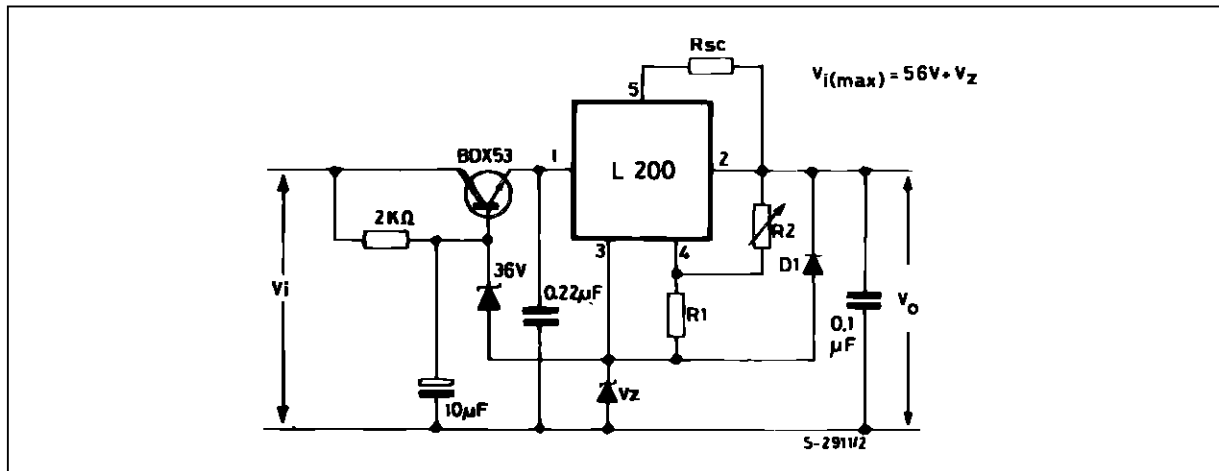 Rsc
Vi(max) = 56V+ Vz
5
BDX53
1
L 200
2
2KΩ
3
4
R2
36V
D1
Vi
0.22µF
R1
Vo
0.1
µF
Vz
10µF
S-2911/2